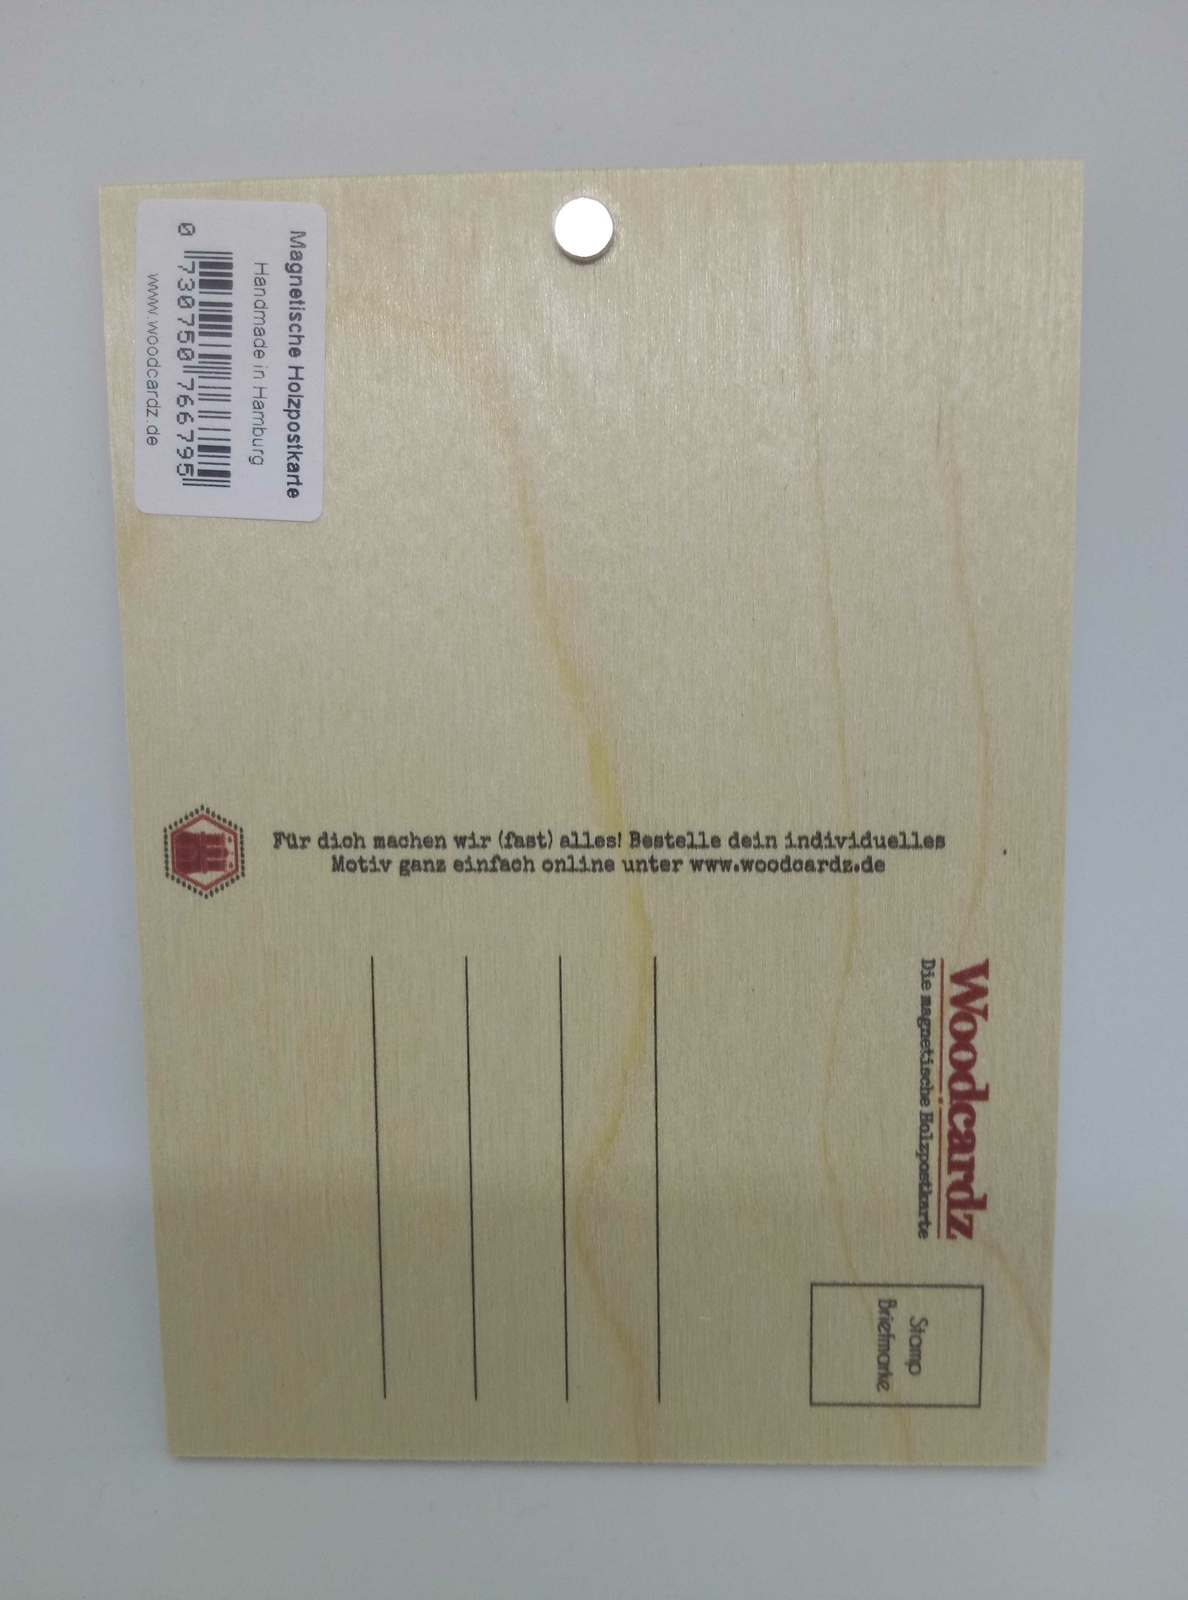 Magnetische Holzpostkarte
Handmade in Hamburg
0 730750 766795
www.woodcardz.de
Für dich machen wir (fast) alles! Bestelle dein individuelles
Motiv ganz einfach online unter www.woodcardz.de
Woodcardz
Die magnetische Holzpostkarte
Stamp
Briefmarke